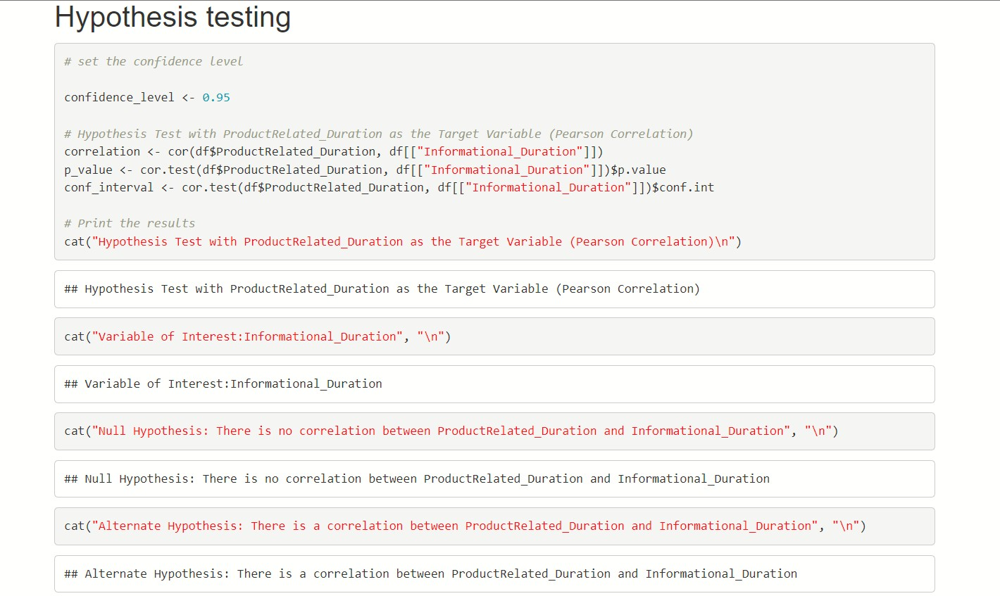 Hypothesis testing
# set the confidence level
confidence_level <- 0.95
# Hypothesis Test with ProductRelated_Duration as the Target Variable (Pearson Correlation)
correlation <- cor(df$ProductRelated_Duration, df[["Informational_Duration"]])
p_value <- cor.test(df$ProductRelated_Duration, df[["Informational_Duration"]])$p.value
conf_interval <- cor.test(df$ProductRelated_Duration, df[["Informational_Duration"]])$conf.int
# Print the results
cat("Hypothesis Test with ProductRelated_Duration as the Target Variable (Pearson Correlation)\n")
## Hypothesis Test with ProductRelated_Duration as the Target Variable (Pearson Correlation)
cat("Variable of Interest:Informational_Duration", "\n")
## Variable of Interest:Informational_Duration
cat("Null Hypothesis: There is no correlation between ProductRelated_Duration and Informational_Duration", "\n")
## Null Hypothesis: There is no correlation between ProductRelated_Duration and Informational_Duration
cat("Alternate Hypothesis: There is a correlation between ProductRelated_Duration and Informational_Duration", "\n")
## Alternate Hypothesis: There is a correlation between ProductRelated_Duration and Informational_Duration